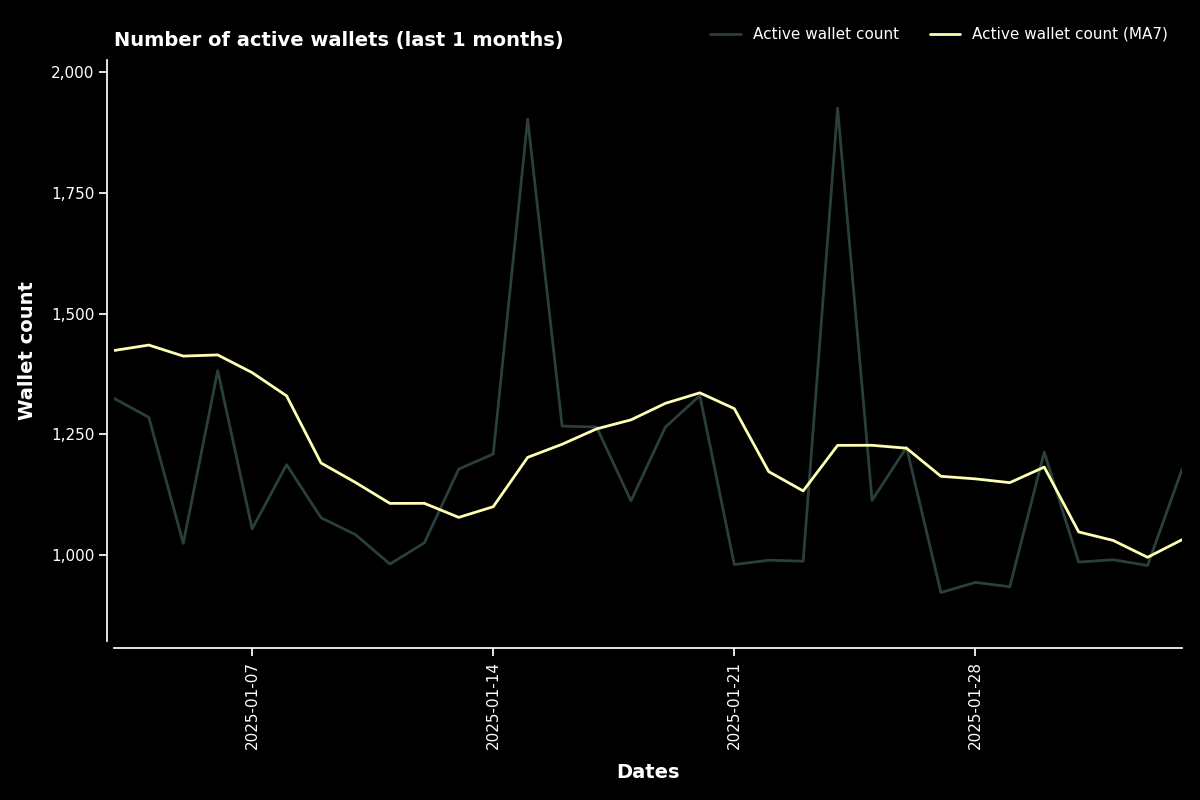 Number of active wallets (last 1 months)
Active wallet count
Active wallet count (MA7)
Wallet count
2,000
1,750
1,500
1,250
1,000
2025-01-07
2025-01-14
2025-01-21
2025-01-28
Dates